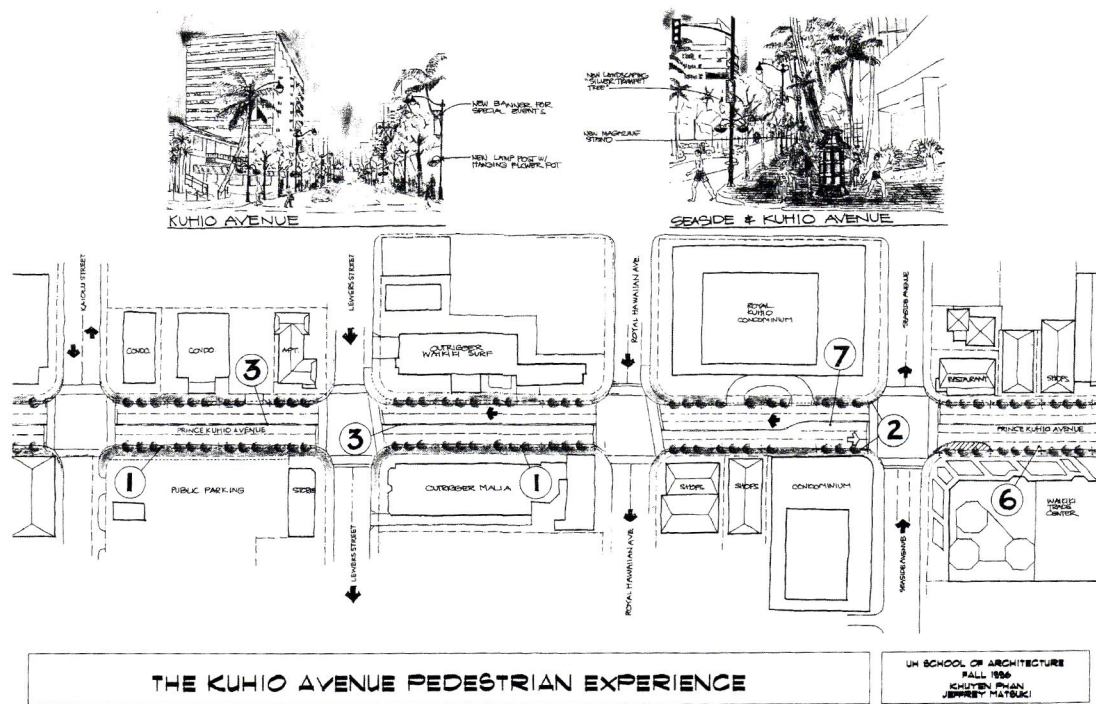 NEW BANNER FOR
SPECIAL EVENTS
NEW LAMP POST W/
HANGING FLOWER POT
KUHIO AVENUE
NEW LANDSCAPING
"SILVER TRUMPET
TREE"
NEW MAGAZINE
STAND
SEASIDE & KUHIO AVENUE
KAIOLU STREET
LEWERS STREET
ROYAL HAWAIIAN AVE.
SEASIDE AVENUE
CONDO.
CONDO.
APT.
OUTRIGGER
WAIKIKI SURF
ROYAL
KUHIO
CONDOMINIUM
RESTAURANT
SHOPS
3
7
PRINCE KUHIO AVENUE
3
2
PRINCE KUHIO AVENUE
1
1
6
PUBLIC PARKING
STORE
OUTRIGGER MALIA
SHOPS
SHOPS
CONDOMINIUM
WAIKIKI
TRADE
CENTER
LEWERS STREET
ROYAL HAWAIIAN AVE.
SEASIDE AVENUE
THE KUHIO AVENUE PEDESTRIAN EXPERIENCE
UH SCHOOL OF ARCHITECTURE
FALL 1996
KHUYEN PHAN
JEFFREY MATSUKI